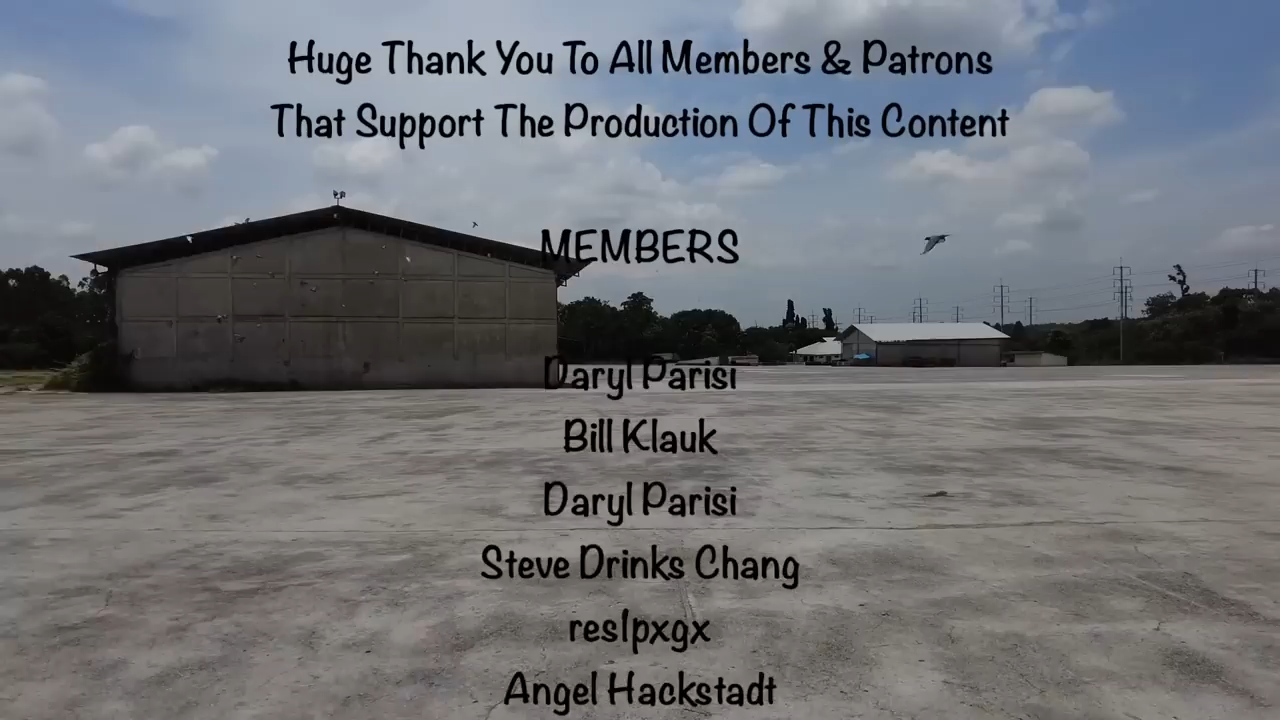 Huge Thank You To All Members & Patrons
That Support The Production Of This Content
MEMBERS
Daryl Parisi
Bill Klauk
Daryl Parisi
Steve Drinks Chang
reslpxgx
Angel Hackstadt